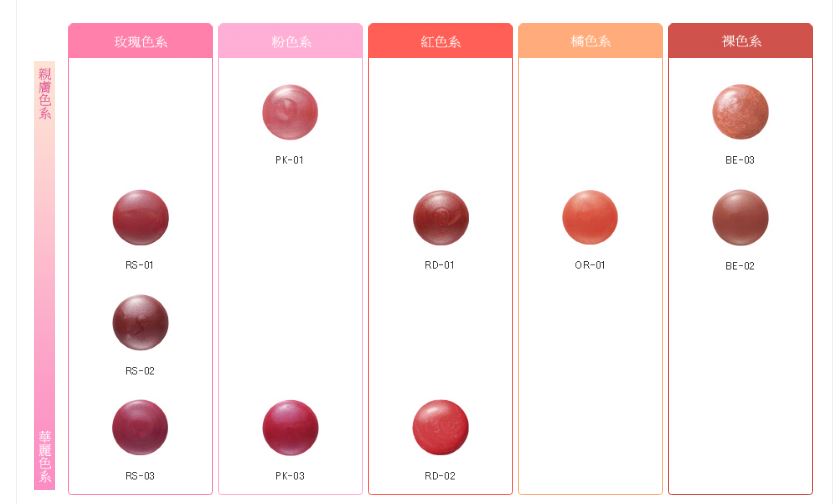 玫瑰色系
粉色系
紅色系
橘色系
裸色系
親膚色系
PK-01
BE-03
RS-01
RD-01
OR-01
BE-02
RS-02
華麗色系
RS-03
PK-03
RD-02